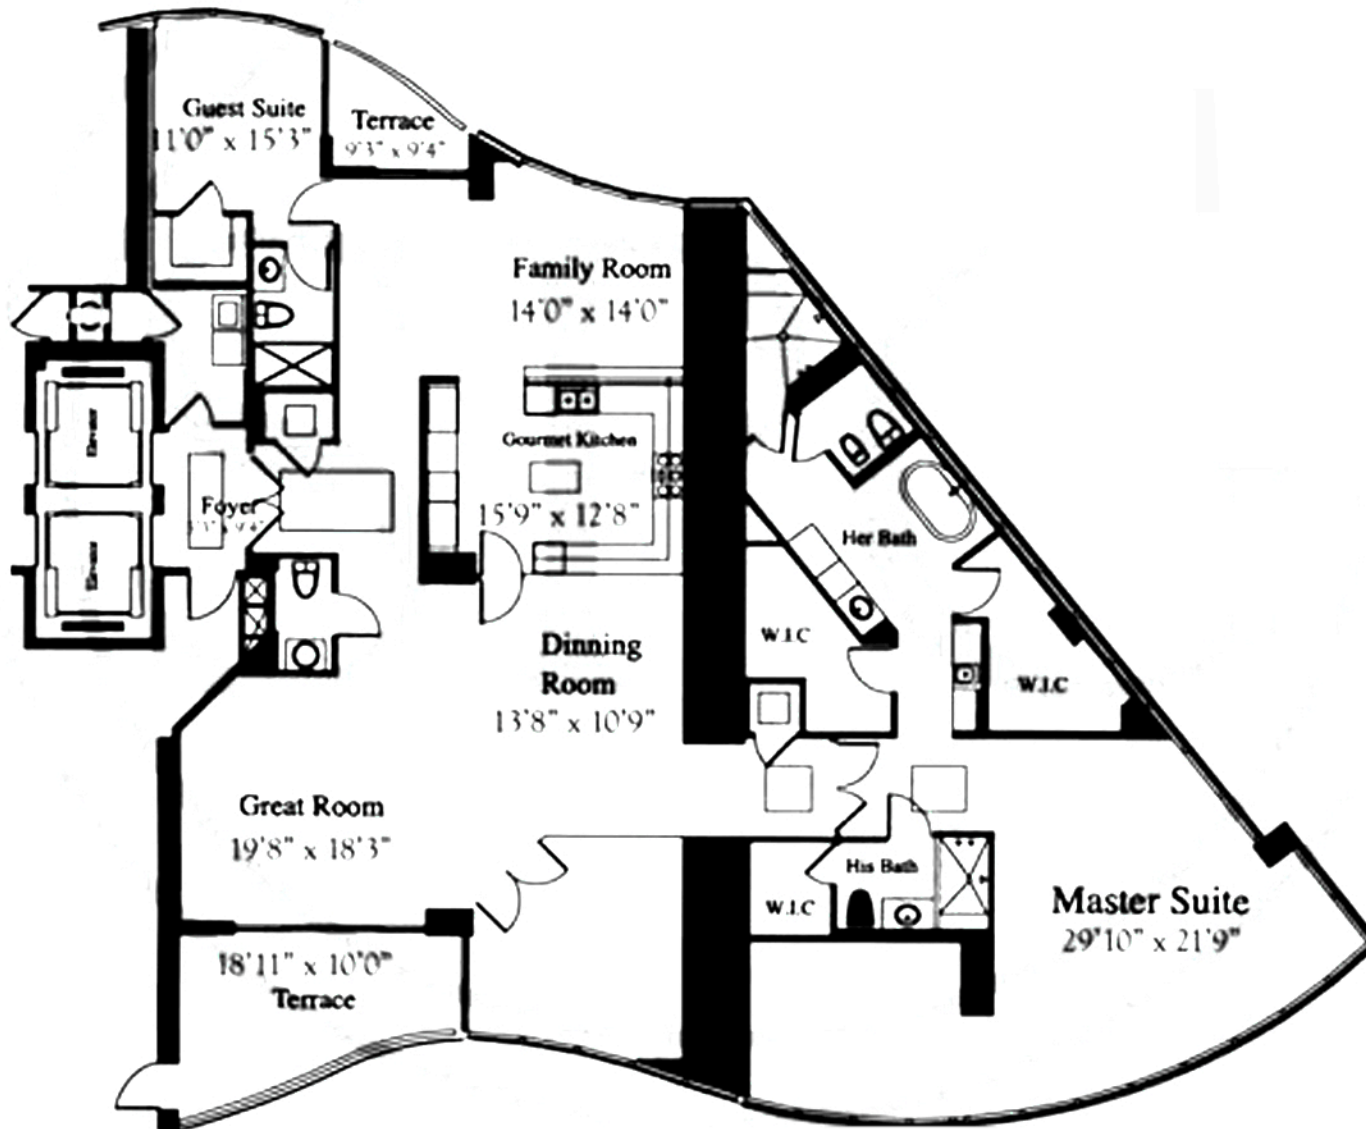 Guest Suite
11'0" x 15'3"
Terrace
9'3" x 9'4"
Family Room
14'0" x 14'0"
Elevator
Elevator
Foyer
Gourmet Kitchen
15'9" x 12'8"
Her Bath
W.I.C
W.I.C
Dinning
Room
13'8" x 10'9"
Great Room
19'8" x 18'3"
His Bath
W.I.C
Master Suite
29'10" x 21'9"
18'11" x 10'0"
Terrace